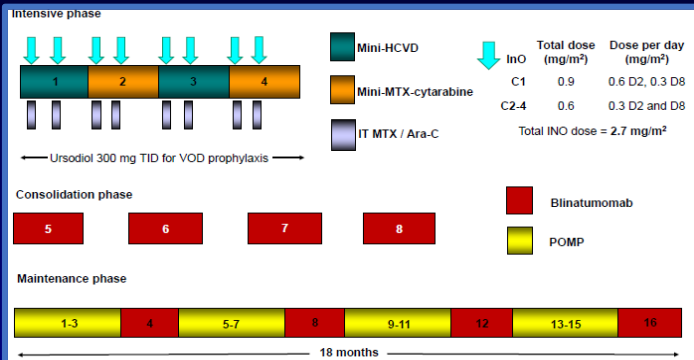 Intensive phase
1 2 3 4
Mini-HCVD
Mini-MTX-cytarabine
IT MTX / Ara-C
Ursodiol 300 mg TID for VOD prophylaxis
InO Total dose (mg/m²) Dose per day (mg/m²)
C1 0.9 0.6 D2, 0.3 D8
C2-4 0.6 0.3 D2 and D8
Total INO dose = 2.7 mg/m²
Consolidation phase
5 6 7 8
Blinatumomab
POMP
Maintenance phase
1-3 4 5-7 8 9-11 12 13-15 16
18 months